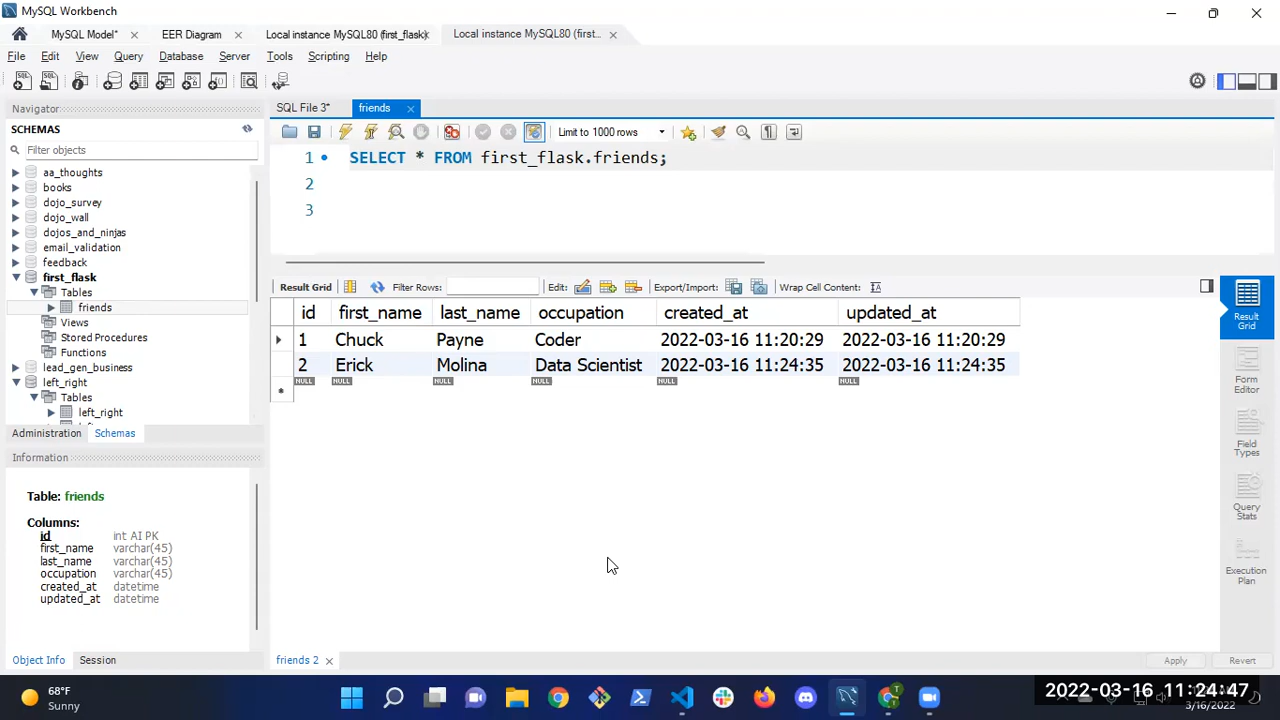 MySQL Workbench
MySQL Model* × EER Diagram × Local instance MySQL80 (first_flask) × Local instance MySQL80 (first... ×
File Edit View Query Database Server Tools Scripting Help
Navigator
SCHEMAS
Filter objects
aa_thoughts
books
dojo_survey
dojo_wall
dojos_and_ninjas
email_validation
feedback
first_flask
Tables
friends
Views
Stored Procedures
Functions
lead_gen_business
left_right
Tables
left_right
Administration Schemas
Information
Table: friends
Columns:
id int AI PK
first_name varchar(45)
last_name varchar(45)
occupation varchar(45)
created_at datetime
updated_at datetime
Object Info Session
SQL File 3* friends ×
Limit to 1000 rows
1 SELECT * FROM first_flask.friends;
2
3
Result Grid Filter Rows: Edit: Export/Import: Wrap Cell Content:
id first_name last_name occupation created_at updated_at
1 Chuck Payne Coder 2022-03-16 11:20:29 2022-03-16 11:20:29
2 Erick Molina Data Scientist 2022-03-16 11:24:35 2022-03-16 11:24:35
* NULL NULL NULL NULL NULL NULL
Result Grid
Form Editor
Field Types
Query Stats
Execution Plan
friends 2 ×
Apply Revert
68°F
Sunny
2022-03-16 11:24:47
3/16/2022